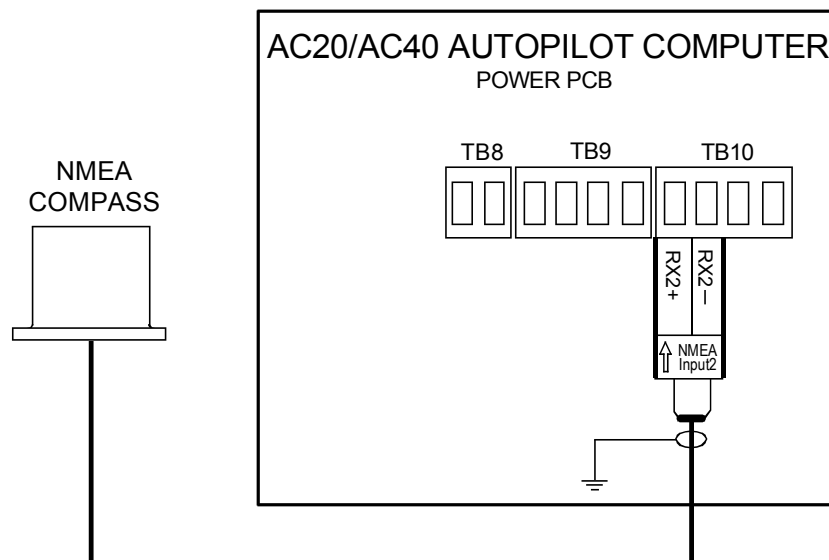 AC20/AC40 AUTOPILOT COMPUTER
POWER PCB
TB8 TB9 TB10
NMEA
COMPASS
RX2+
RX2–
NMEA
Input2